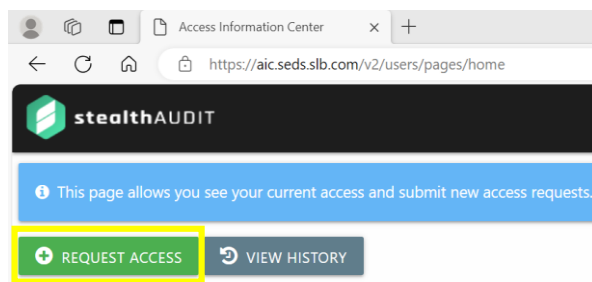 Access Information Center
https://aic.seds.slb.com/v2/users/pages/home
stealthAUDIT
This page allows you see your current access and submit new access requests.
REQUEST ACCESS VIEW HISTORY